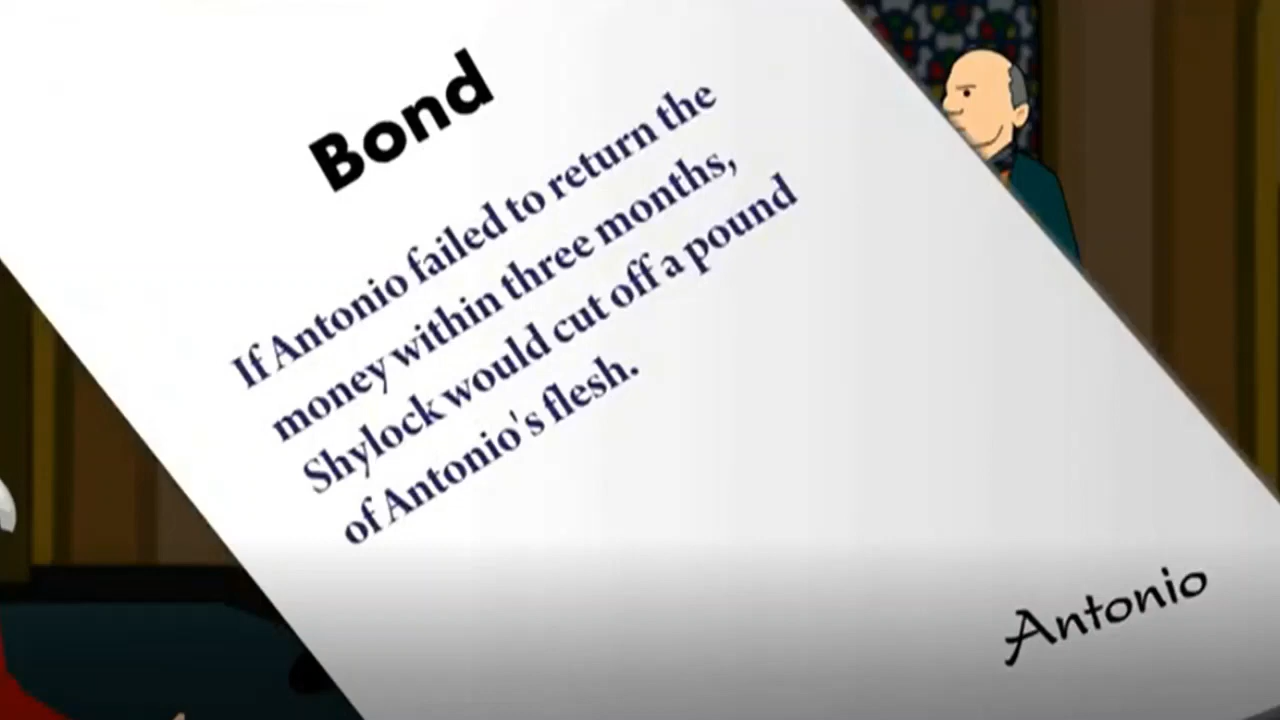 Bond
If Antonio failed to return the
money within three months,
Shylock would cut off a pound
of Antonio's flesh.
Antonio